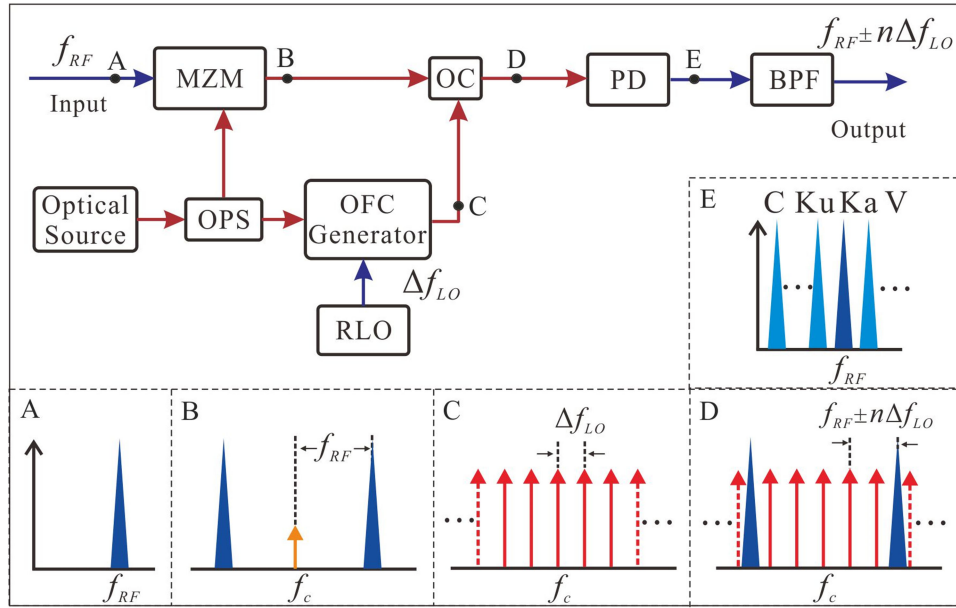 f_RF
A
Input
MZM
B
OC
D
PD
E
BPF
f_RF ± nΔf_LO
Output
Optical
Source
OPS
OFC
Generator
C
Δf_LO
RLO
E
C Ku Ka V
... ...
f_RF
A
f_RF
B
f_RF
f_c
C
Δf_LO
... ...
f_c
D
f_RF ± nΔf_LO
... ...
f_c